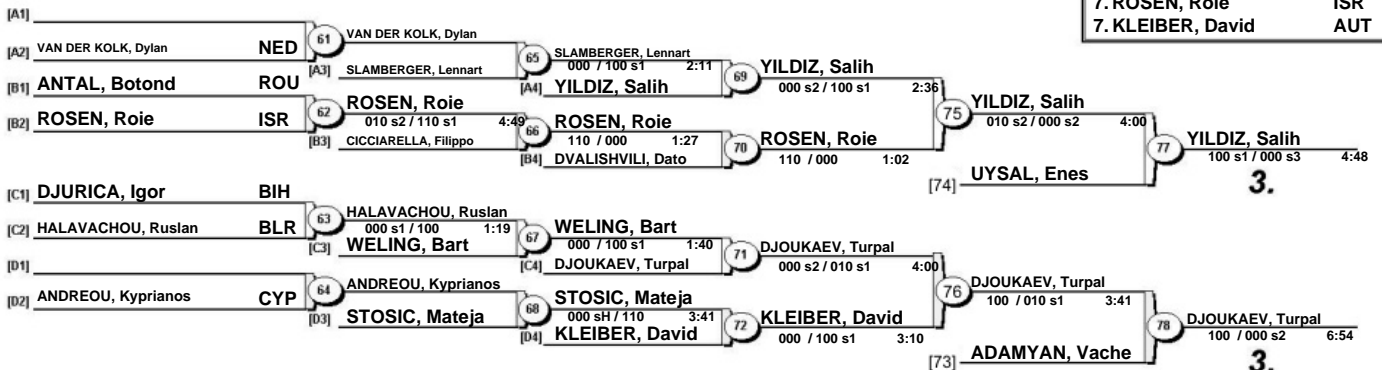 7. ROSEN, Roie ISR
7. KLEIBER, David AUT
[A1]
[A2] VAN DER KOLK, Dylan NED
61
VAN DER KOLK, Dylan
[A3] SLAMBERGER, Lennart
65
SLAMBERGER, Lennart
000 / 100 s1 2:11
[A4] YILDIZ, Salih
69
YILDIZ, Salih
000 s2 / 100 s1 2:36
[B1] ANTAL, Botond ROU
[B2] ROSEN, Roie ISR
62
ROSEN, Roie
010 s2 / 110 s1 4:49
[B3] CICCIARELLA, Filippo
66
ROSEN, Roie
110 / 000 1:27
[B4] DVALISHVILI, Dato
70
ROSEN, Roie
110 / 000 1:02
75
YILDIZ, Salih
010 s2 / 000 s2 4:00
[74] UYSAL, Enes
77
YILDIZ, Salih
100 s1 / 000 s3 4:48
3.
[C1] DJURICA, Igor BIH
[C2] HALAVACHOU, Ruslan BLR
63
HALAVACHOU, Ruslan
000 s1 / 100 1:19
[C3] WELING, Bart
67
WELING, Bart
000 / 100 s1 1:40
[C4] DJOUKAEV, Turpal
71
DJOUKAEV, Turpal
000 s2 / 010 s1 4:00
[D1]
[D2] ANDREOU, Kyprianos CYP
64
ANDREOU, Kyprianos
[D3] STOSIC, Mateja
68
STOSIC, Mateja
000 sH / 110 3:41
[D4] KLEIBER, David
72
KLEIBER, David
000 / 100 s1 3:10
76
DJOUKAEV, Turpal
100 / 010 s1 3:41
[73] ADAMYAN, Vache
78
DJOUKAEV, Turpal
100 / 000 s2 6:54
3.